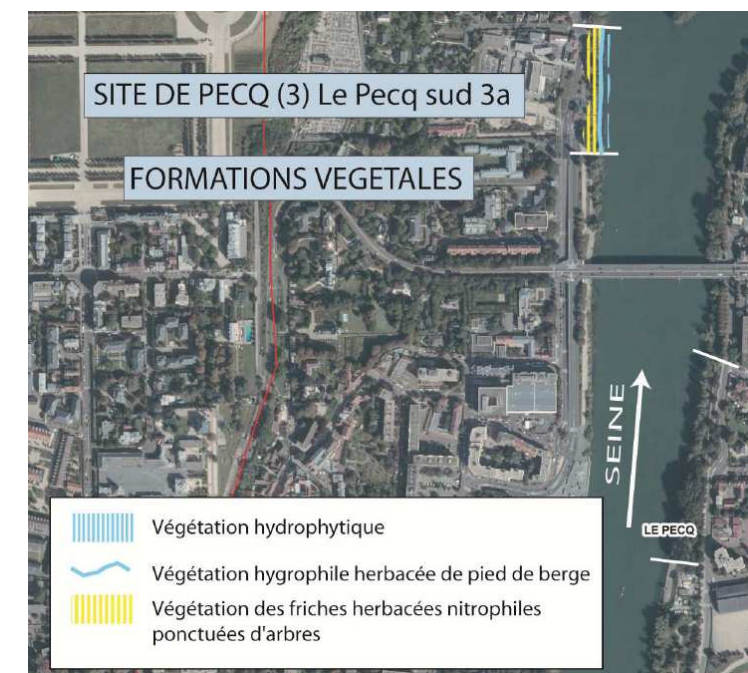 SITE DE PECQ (3) Le Pecq sud 3a
FORMATIONS VEGETALES
SEINE
LE PECQ
Végétation hydrophytique
Végétation hygrophile herbacée de pied de berge
Végétation des friches herbacées nitrophiles
ponctuées d'arbres